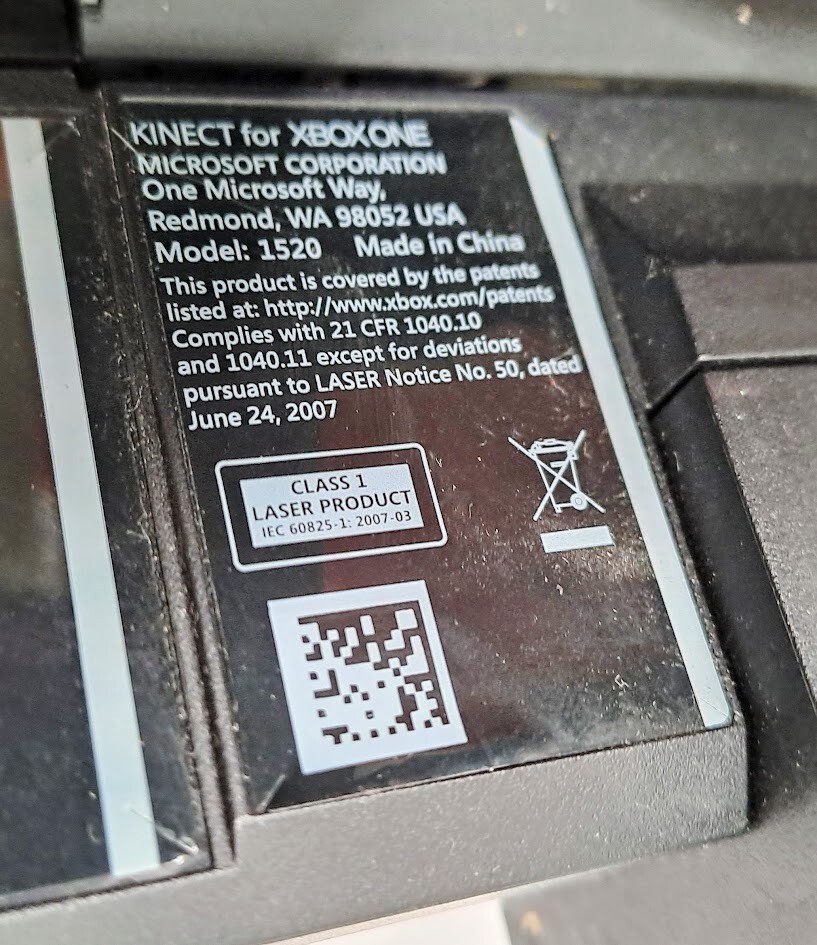 KINECT for XBOX ONE
MICROSOFT CORPORATION
One Microsoft Way,
Redmond, WA 98052 USA
Model: 1520 Made in China
This product is covered by the patents
listed at: http://www.xbox.com/patents
Complies with 21 CFR 1040.10
and 1040.11 except for deviations
pursuant to LASER Notice No. 50, dated
June 24, 2007
CLASS 1
LASER PRODUCT
IEC 60825-1: 2007-03